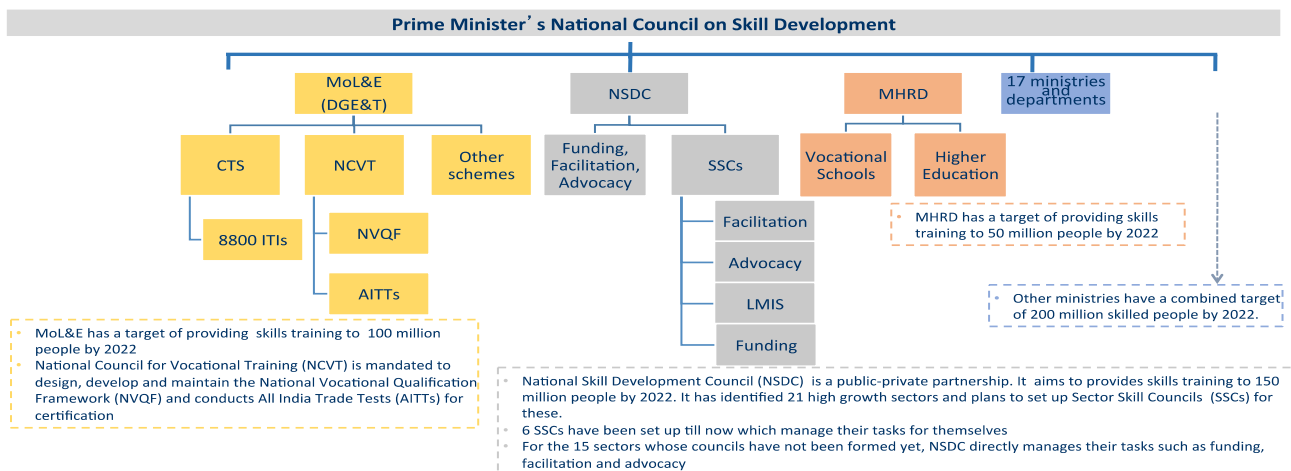 Prime Minister's National Council on Skill Development
MoL&E
(DGE&T)
NSDC
MHRD
17 ministries
and
departments
CTS
NCVT
Other
schemes
Funding,
Facilitation,
Advocacy
SSCs
Vocational
Schools
Higher
Education
8800 ITIs
NVQF
AITTs
Facilitation
Advocacy
LMIS
Funding
• MHRD has a target of providing skills
training to 50 million people by 2022
• Other ministries have a combined target
of 200 million skilled people by 2022.
• MoL&E has a target of providing skills training to 100 million
people by 2022
• National Council for Vocational Training (NCVT) is mandated to
design, develop and maintain the National Vocational Qualification
Framework (NVQF) and conducts All India Trade Tests (AITTs) for
certification
• National Skill Development Council (NSDC) is a public-private partnership. It aims to provides skills training to 150
million people by 2022. It has identified 21 high growth sectors and plans to set up Sector Skill Councils (SSCs) for
these.
• 6 SSCs have been set up till now which manage their tasks for themselves
• For the 15 sectors whose councils have not been formed yet, NSDC directly manages their tasks such as funding,
facilitation and advocacy